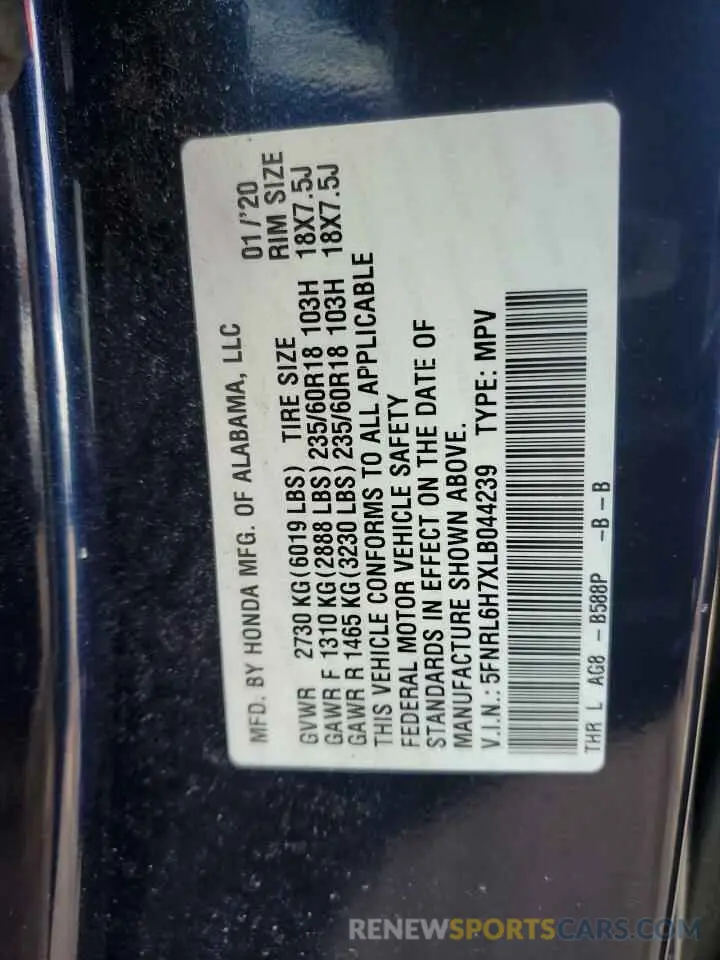 MFD. BY HONDA MFG. OF ALABAMA, LLC 01/'20
GVWR 2730 KG(6019 LBS) TIRE SIZE RIM SIZE
GAWR F 1310 KG(2888 LBS)235/60R18 103H 18X7.5J
GAWR R 1465 KG(3230 LBS)235/60R18 103H 18X7.5J
THIS VEHICLE CONFORMS TO ALL APPLICABLE
FEDERAL MOTOR VEHICLE SAFETY
STANDARDS IN EFFECT ON THE DATE OF
MANUFACTURE SHOWN ABOVE.
V.I.N.: 5FNRL6H7XLB044239 TYPE: MPV
THR L AG8 -B588P -B-B
RENEWSPORTSCARS.COM